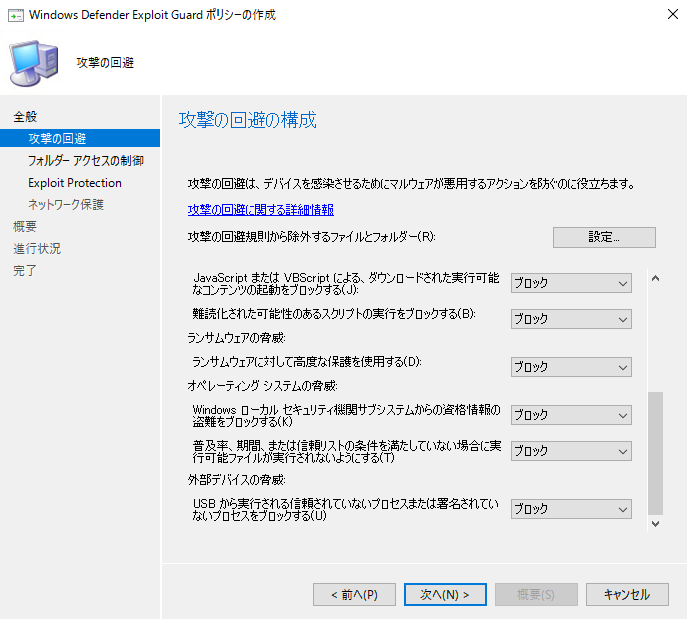 Windows Defender Exploit Guard ポリシーの作成
攻撃の回避
全般
攻撃の回避
フォルダー アクセスの制御
Exploit Protection
ネットワーク保護
概要
進行状況
完了
攻撃の回避の構成
攻撃の回避は、デバイスを感染させるためにマルウェアが悪用するアクションを防ぐのに役立ちます。
攻撃の回避に関する詳細情報
攻撃の回避規則から除外するファイルとフォルダー(R):
設定...
JavaScript または VBScript による、ダウンロードされた実行可能
なコンテンツの起動をブロックする(J):
ブロック
難読化された可能性のあるスクリプトの実行をブロックする(B):
ブロック
ランサムウェアの脅威:
ランサムウェアに対して高度な保護を使用する(D):
ブロック
オペレーティング システムの脅威:
Windows ローカル セキュリティ機関サブシステムからの資格情報の
盗難をブロックする(K)
ブロック
普及率、期間、または信頼リストの条件を満たしていない場合に実
行可能ファイルが実行されないようにする(T)
ブロック
外部デバイスの脅威:
USB から実行される信頼されていないプロセスまたは署名されてい
ないプロセスをブロックする(U)
ブロック
< 前へ(P)
次へ(N) >
概要(S)
キャンセル